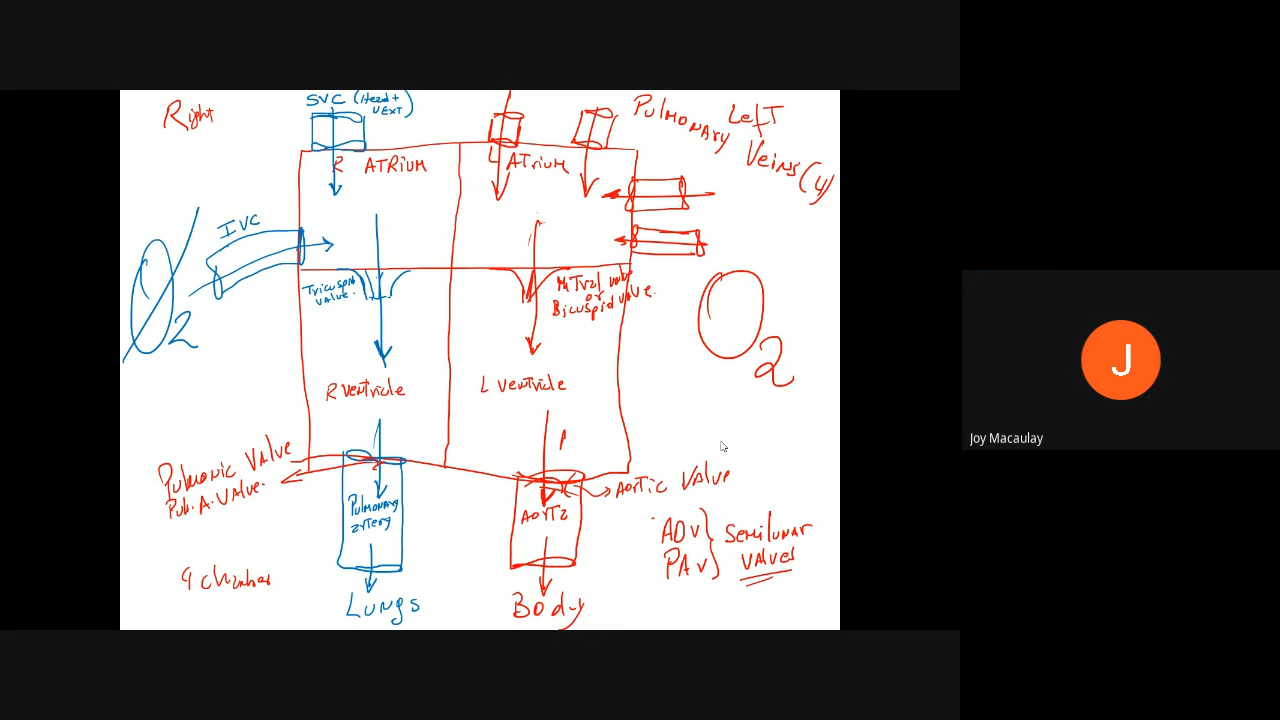 Right
SVC (Head +
UEXT)
PULMONARY
Veins (4)
Left
R ATRIUM
L ATrium
IVC
O2
Tricuspid
VALVE.
Mitral valve
or
Bicuspid valve.
O2
R ventricle
L ventricle
Pulmonic Valve
Pul. A. Valve.
Pulmonary
artery
Aorta
AORTIC VALVE
AOV
PAV
Semilunar
VALVES
4 chamber
Lungs
Body
J
Joy Macaulay